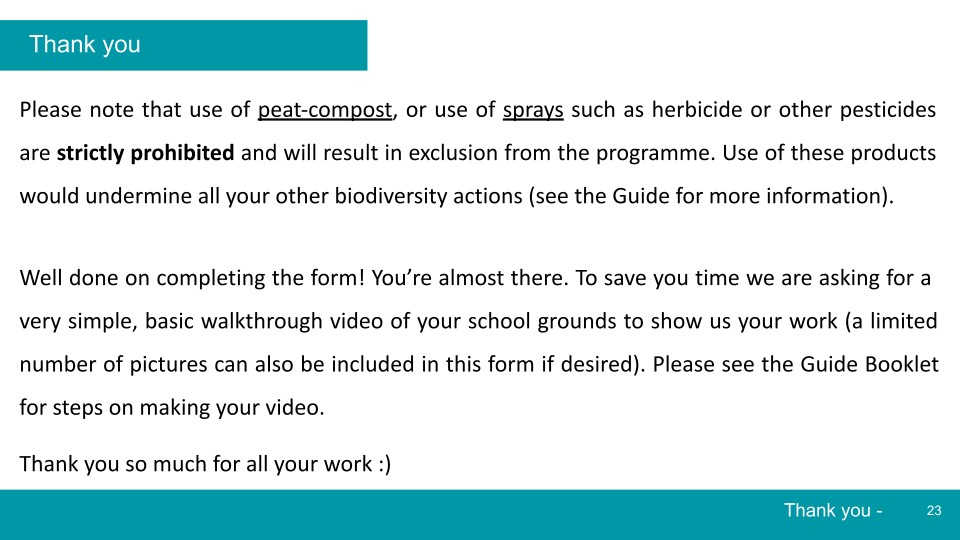 Thank you
Please note that use of peat-compost, or use of sprays such as herbicide or other pesticides
are strictly prohibited and will result in exclusion from the programme. Use of these products
would undermine all your other biodiversity actions (see the Guide for more information).
Well done on completing the form! You’re almost there. To save you time we are asking for a
very simple, basic walkthrough video of your school grounds to show us your work (a limited
number of pictures can also be included in this form if desired). Please see the Guide Booklet
for steps on making your video.
Thank you so much for all your work :)
Thank you - 23